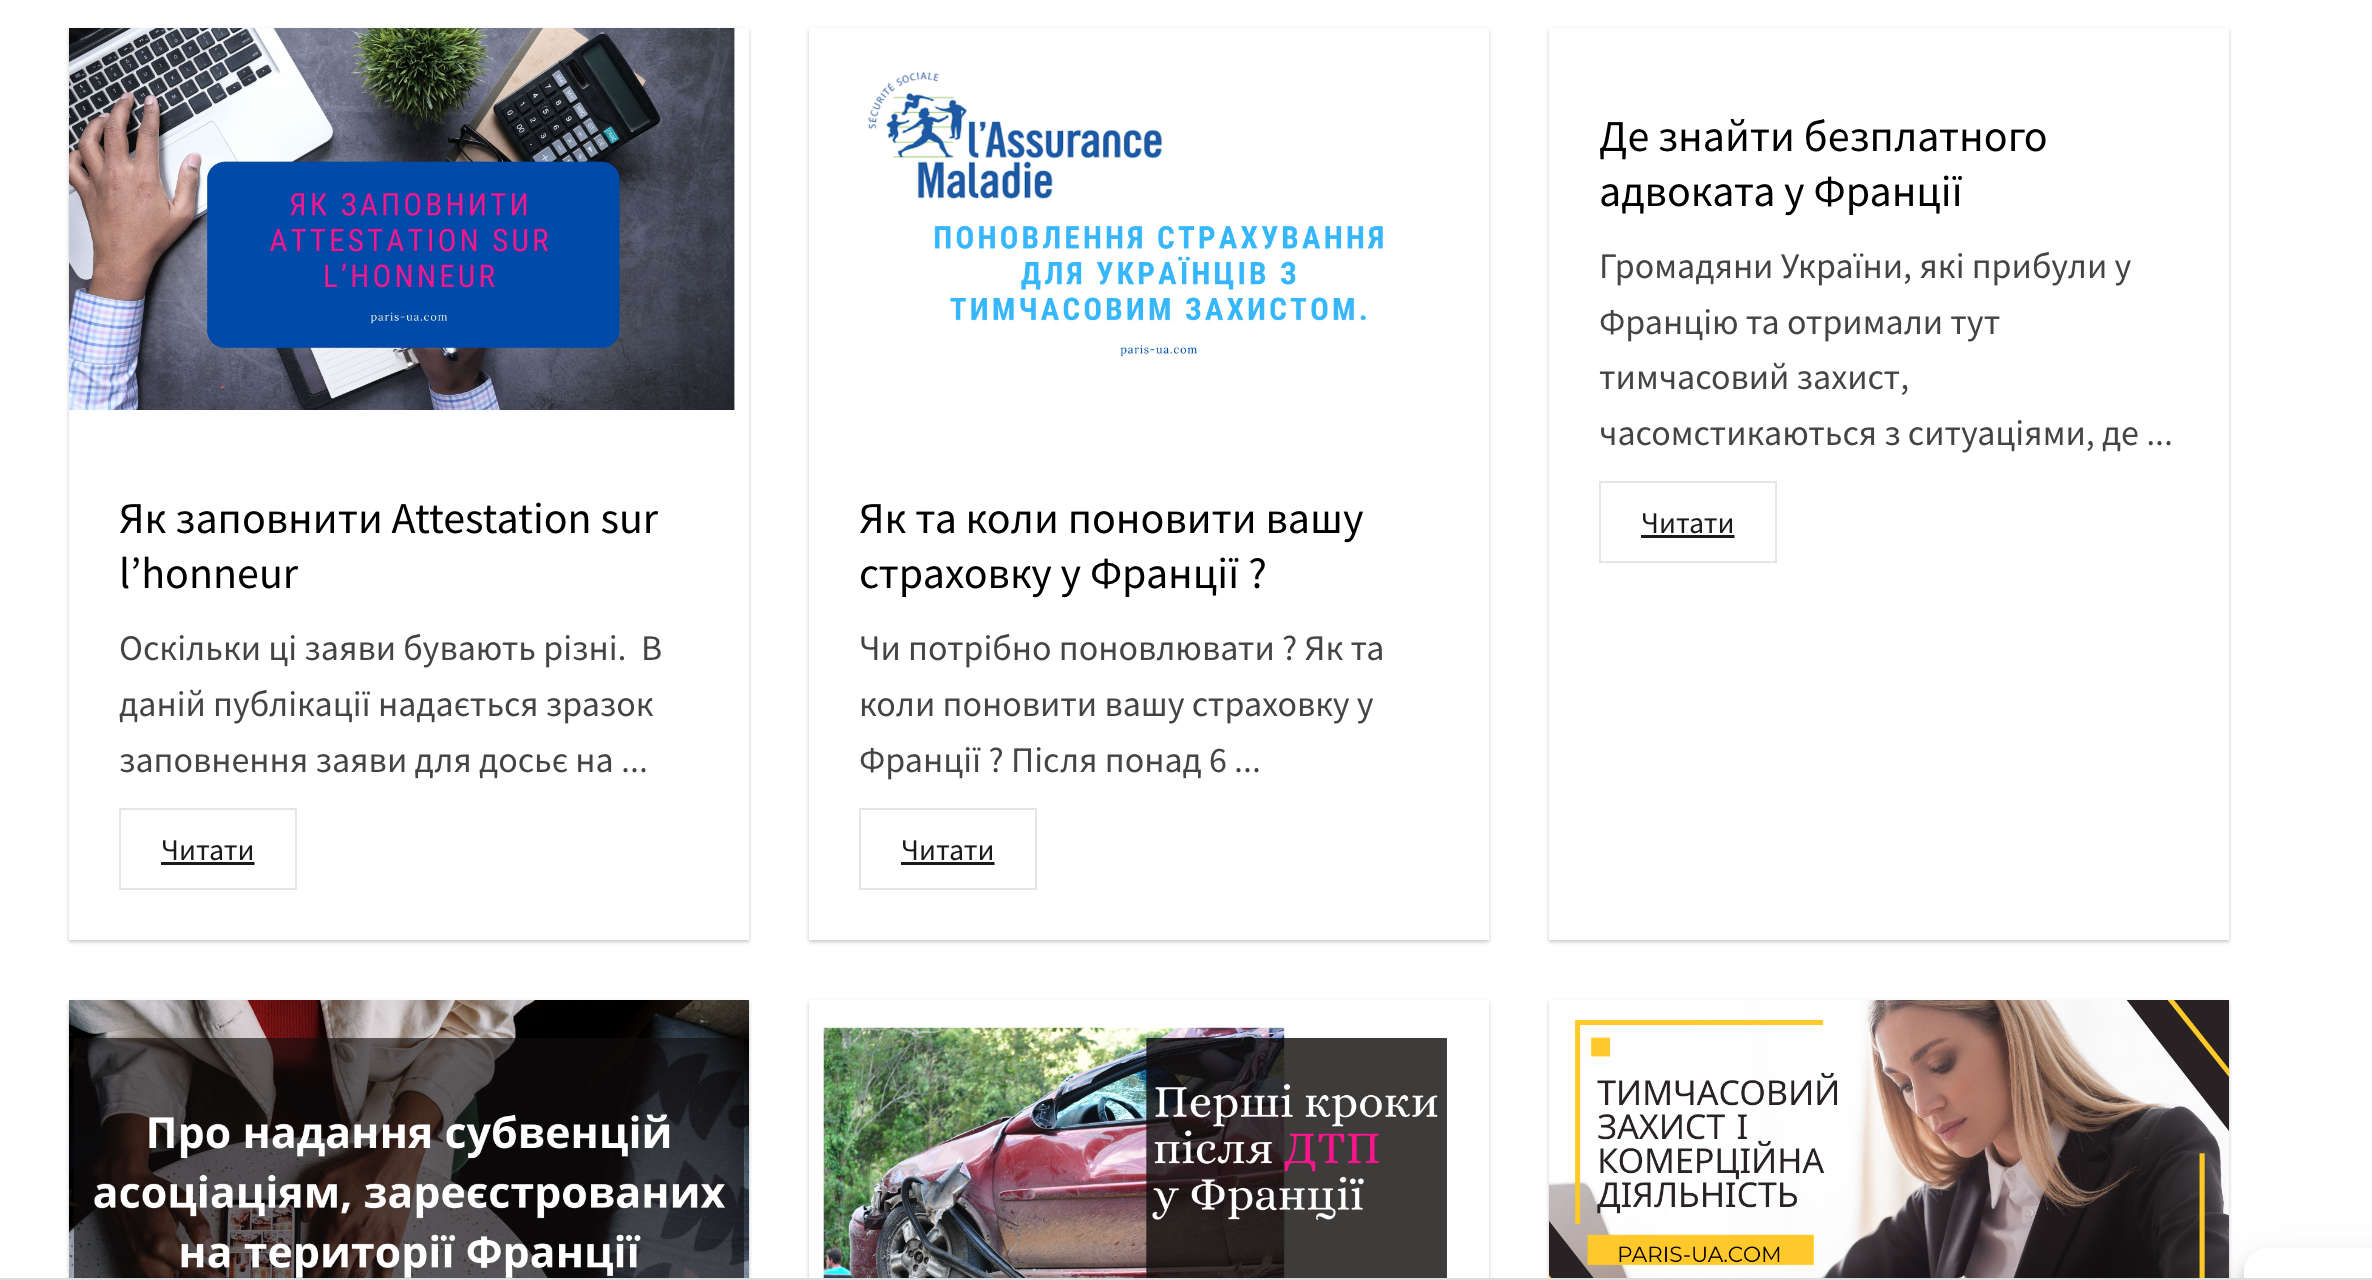 ЯК ЗАПОВНИТИ
ATTESTATION SUR
L’HONNEUR
paris-ua.com
Як заповнити Attestation sur
l’honneur
Оскільки ці заяви бувають різні.  В
даній публікації надається зразок
заповнення заяви для досьє на ...
Читати
SÉCURITÉ SOCIALE
l’Assurance
Maladie
ПОНОВЛЕННЯ СТРАХУВАННЯ
ДЛЯ УКРАЇНЦІВ З
ТИМЧАСОВИМ ЗАХИСТОМ.
paris-ua.com
Як та коли поновити вашу
страховку у Франції ?
Чи потрібно поновлювати ? Як та
коли поновити вашу страховку у
Франції ? Після понад 6 ...
Читати
Де знайти безплатного
адвоката у Франції
Громадяни України, які прибули у
Францію та отримали тут
тимчасовий захист,
часомстикаються з ситуаціями, де ...
Читати
Про надання субвенцій
асоціаціям, зареєстрованих
на території Франції
Перші кроки
після ДТП
у Франції
ТИМЧАСОВИЙ
ЗАХИСТ І
КОМЕРЦІЙНА
ДІЯЛЬНІСТЬ
PARIS-UA.COM